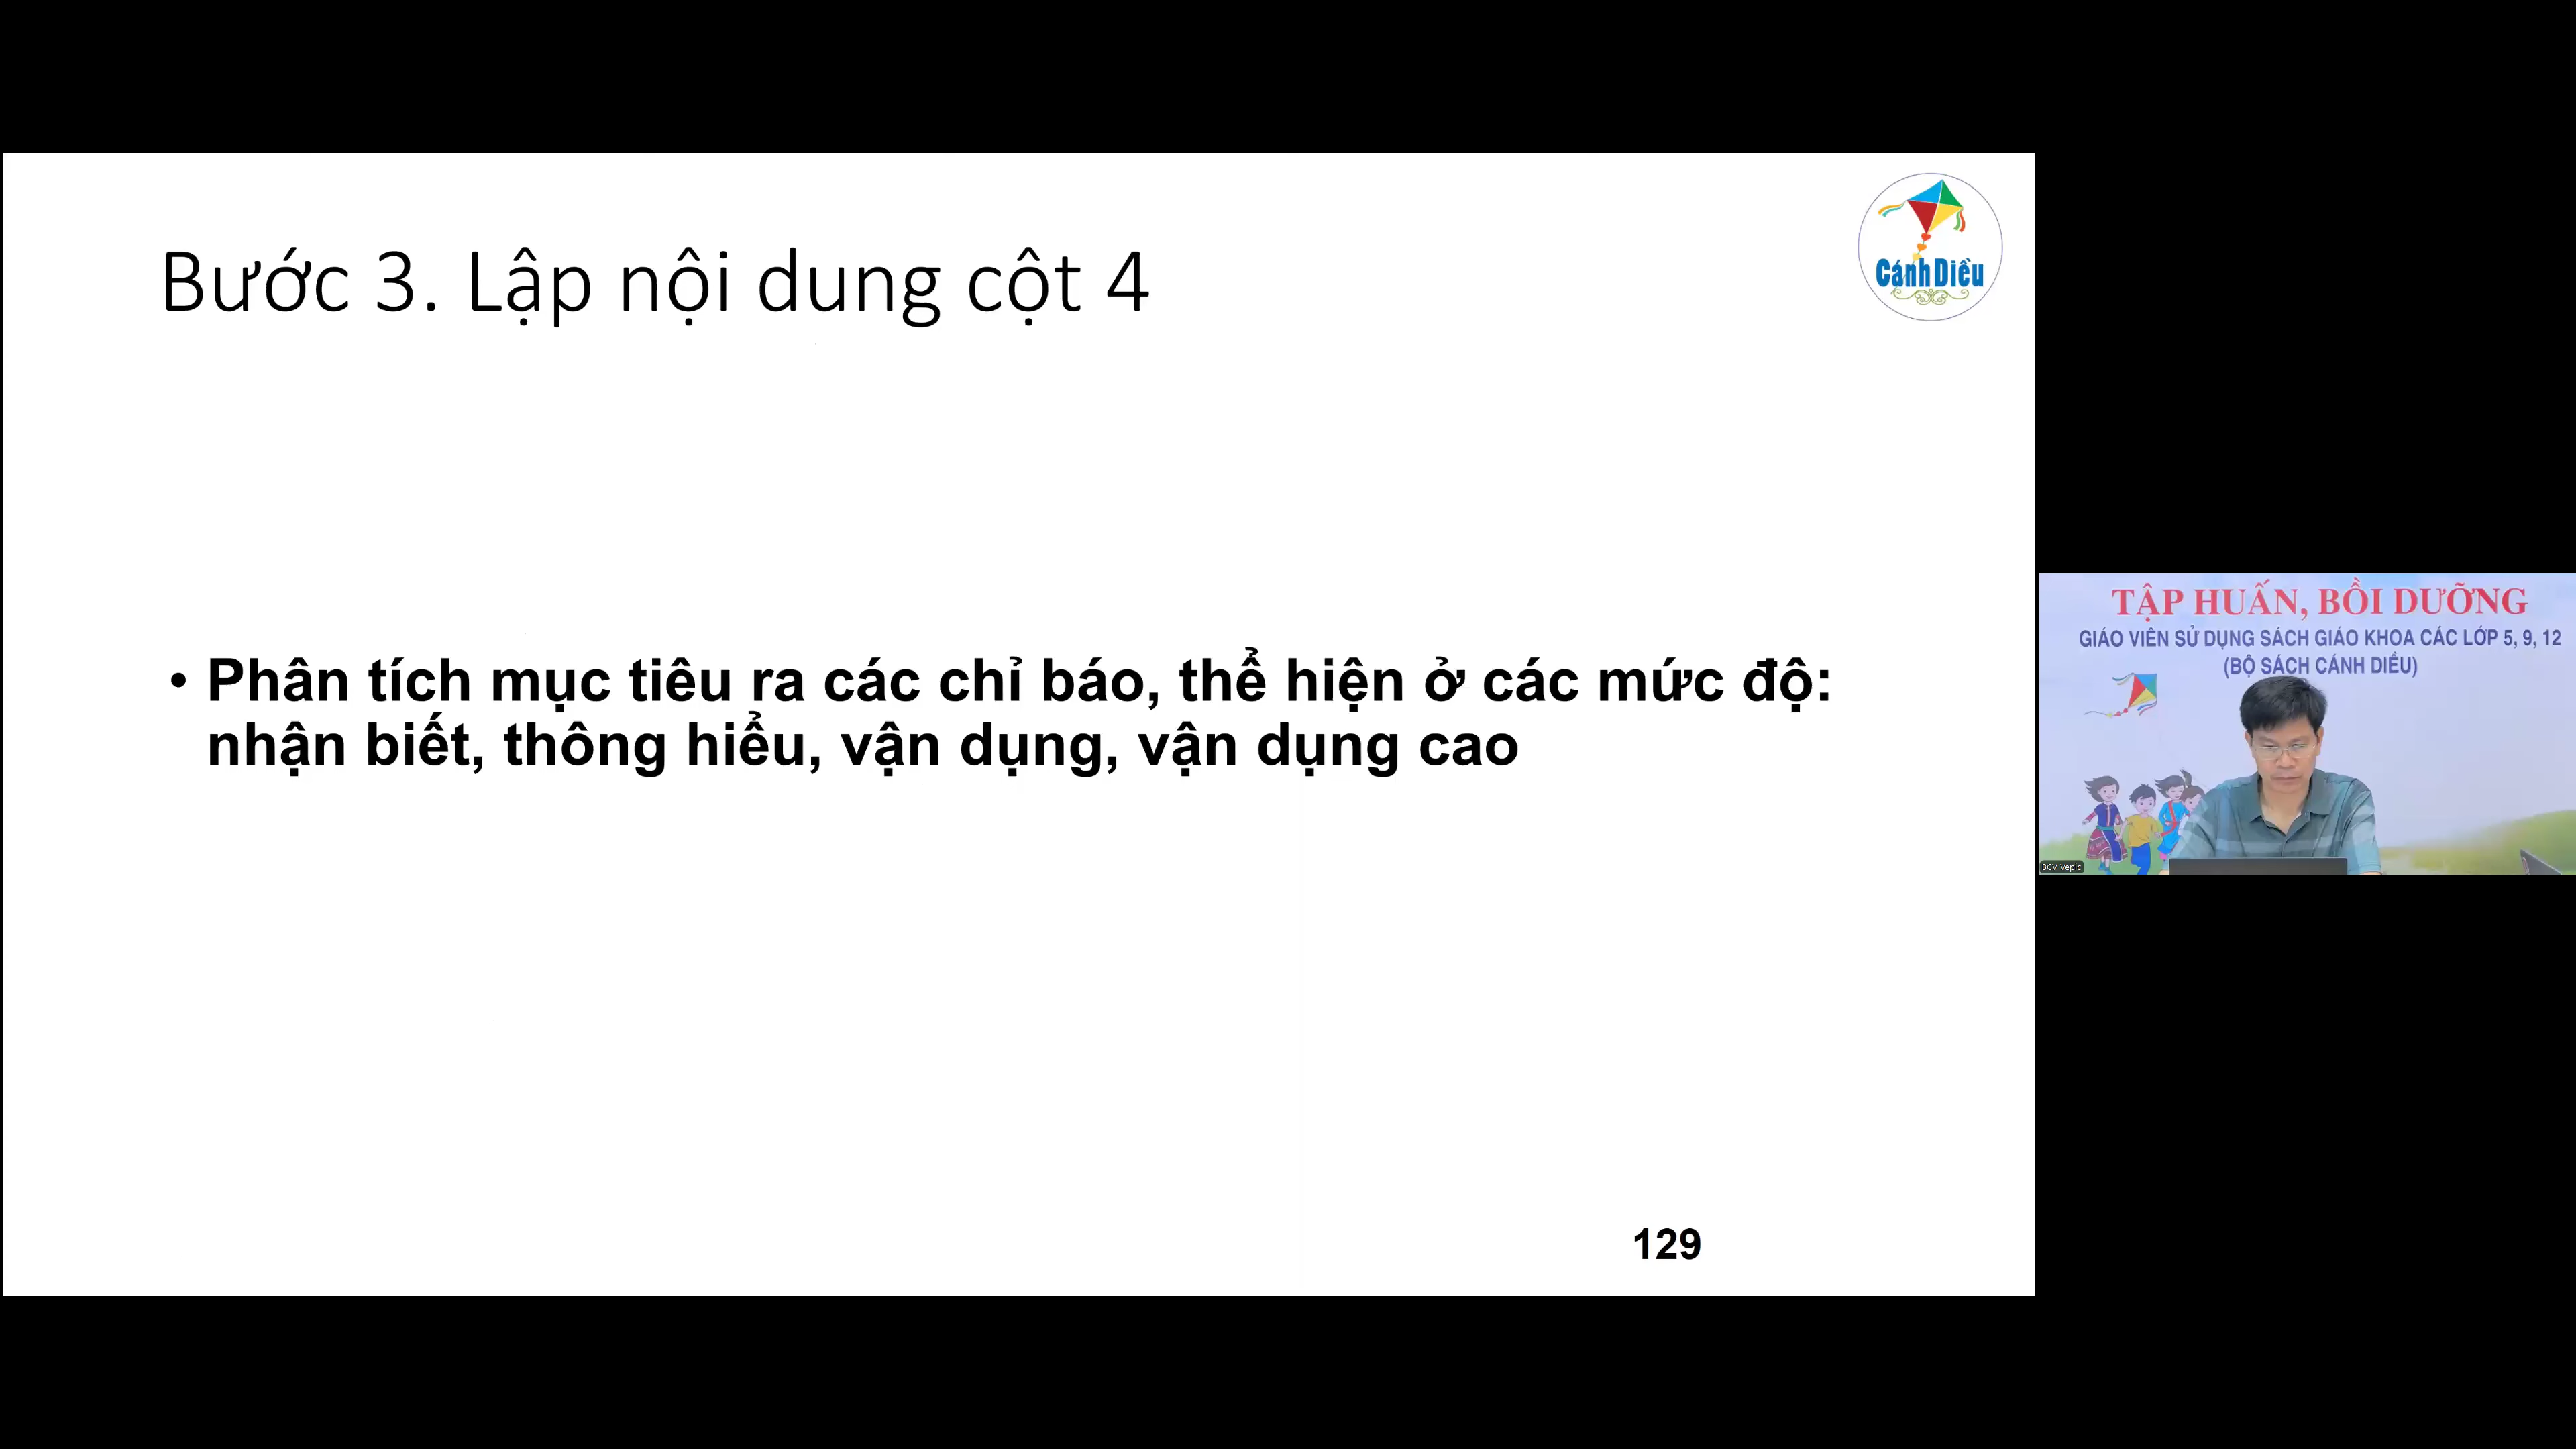 Bước 3. Lập nội dung cột 4
Cánh Diều
• Phân tích mục tiêu ra các chỉ báo, thể hiện ở các mức độ:
nhận biết, thông hiểu, vận dụng, vận dụng cao
129
TẬP HUẤN, BỒI DƯỠNG
GIÁO VIÊN SỬ DỤNG SÁCH GIÁO KHOA CÁC LỚP 5, 9, 12
(BỘ SÁCH CÁNH DIỀU)
BCV Vepic